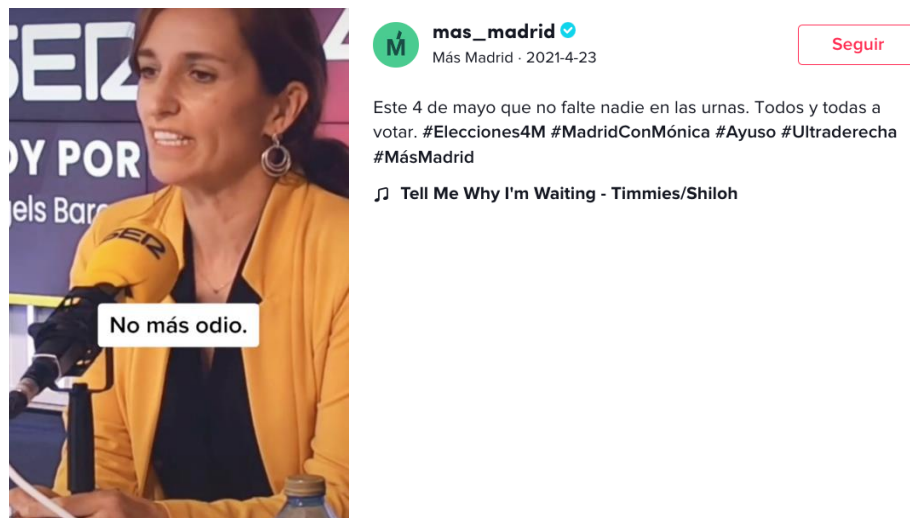 SER
OY POR
gels Barc
SER
No más odio.
mas_madrid
Más Madrid · 2021-4-23
Seguir
Este 4 de mayo que no falte nadie en las urnas. Todos y todas a
votar. #Elecciones4M #MadridConMónica #Ayuso #Ultraderecha
#MásMadrid
Tell Me Why I'm Waiting - Timmies/Shiloh